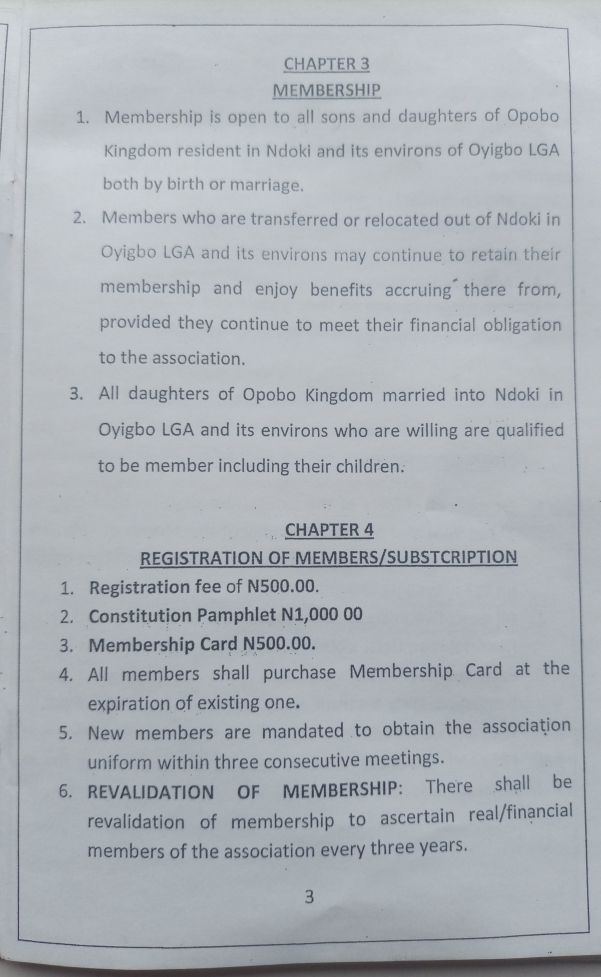 CHAPTER 3
MEMBERSHIP
1. Membership is open to all sons and daughters of Opobo
Kingdom resident in Ndoki and its environs of Oyigbo LGA
both by birth or marriage.
2. Members who are transferred or relocated out of Ndoki in
Oyigbo LGA and its environs may continue to retain their
membership and enjoy benefits accruing there from,
provided they continue to meet their financial obligation
to the association.
3. All daughters of Opobo Kingdom married into Ndoki in
Oyigbo LGA and its environs who are willing are qualified
to be member including their children.
CHAPTER 4
REGISTRATION OF MEMBERS/SUBSTCRIPTION
1. Registration fee of N500.00.
2. Constitution Pamphlet N1,000 00
3. Membership Card N500.00.
4. All members shall purchase Membership Card at the
expiration of existing one.
5. New members are mandated to obtain the association
uniform within three consecutive meetings.
6. REVALIDATION OF MEMBERSHIP: There shall be
revalidation of membership to ascertain real/financial
members of the association every three years.
3